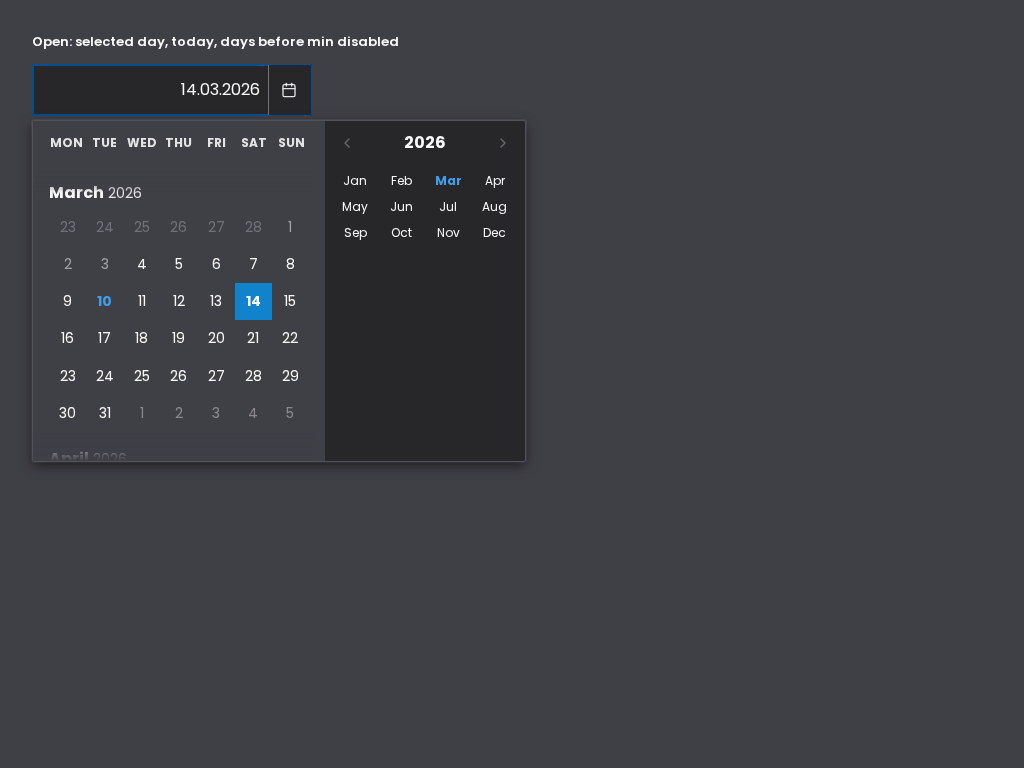 Open: selected day, today, days before min disabled
14.03.2026
MON TUE WED THU FRI SAT SUN
March 2026
23 24 25 26 27 28 1
2 3 4 5 6 7 8
9 10 11 12 13 14 15
16 17 18 19 20 21 22
23 24 25 26 27 28 29
30 31 1 2 3 4 5
April 2026
2026
Jan Feb Mar Apr
May Jun Jul Aug
Sep Oct Nov Dec